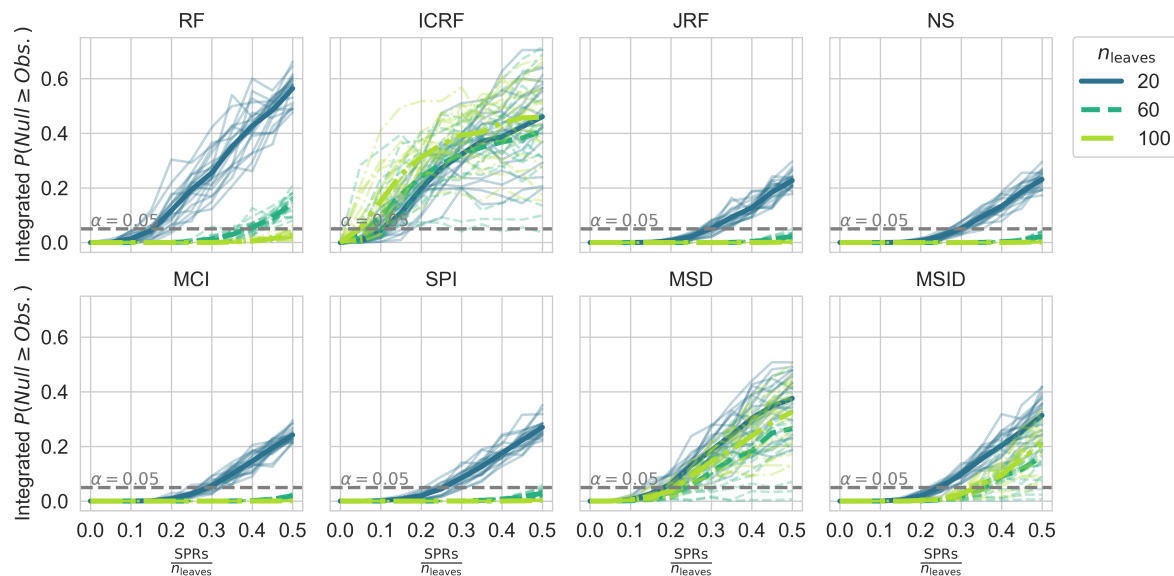 RF
ICRF
JRF
NS
Integrated P(Null ≥ Obs.)
0.6
0.4
0.2
0.0
α = 0.05
α = 0.05
α = 0.05
α = 0.05
n_leaves
20
60
100
MCI
SPI
MSD
MSID
Integrated P(Null ≥ Obs.)
0.6
0.4
0.2
0.0
α = 0.05
α = 0.05
α = 0.05
α = 0.05
0.0 0.1 0.2 0.3 0.4 0.5
0.0 0.1 0.2 0.3 0.4 0.5
0.0 0.1 0.2 0.3 0.4 0.5
0.0 0.1 0.2 0.3 0.4 0.5
SPRs
n_leaves
SPRs
n_leaves
SPRs
n_leaves
SPRs
n_leaves